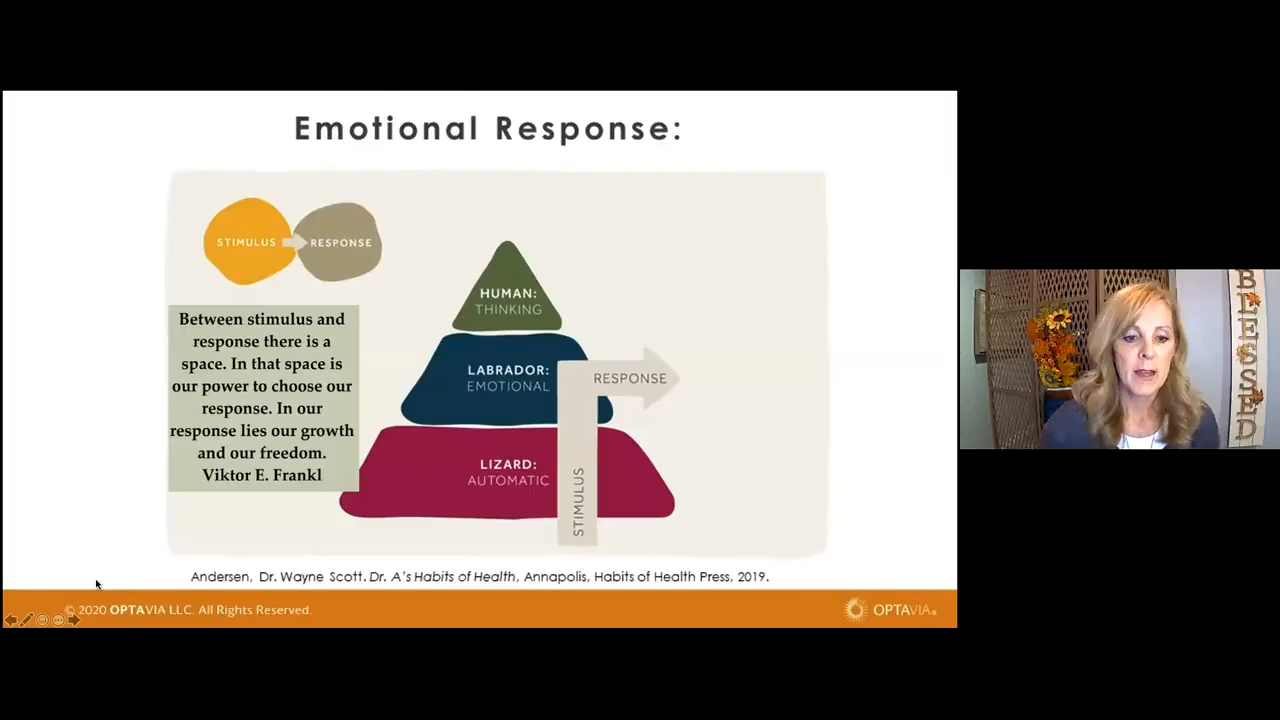 Emotional Response:
STIMULUS
RESPONSE
Between stimulus and
response there is a
space. In that space is
our power to choose our
response. In our
response lies our growth
and our freedom.
Viktor E. Frankl
HUMAN:
THINKING
LABRADOR:
EMOTIONAL
RESPONSE
LIZARD:
AUTOMATIC
STIMULUS
Andersen, Dr. Wayne Scott. Dr. A's Habits of Health, Annapolis, Habits of Health Press, 2019.
© 2020 OPTAVIA LLC. All Rights Reserved.
OPTAVIA®
BLESSED